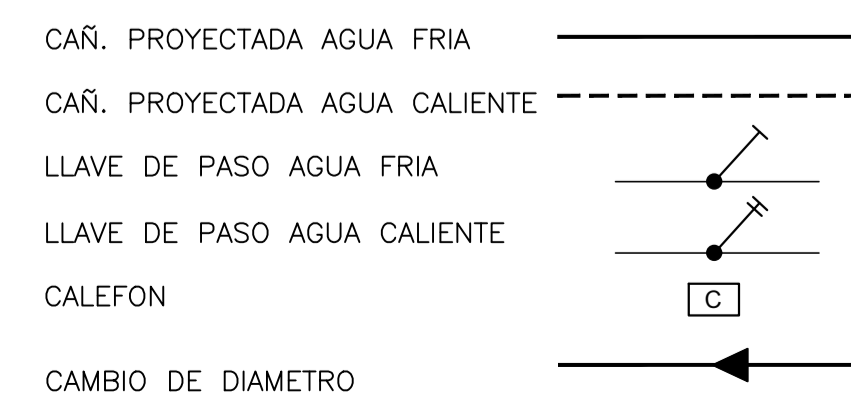 CAÑ. PROYECTADA AGUA FRIA
CAÑ. PROYECTADA AGUA CALIENTE
LLAVE DE PASO AGUA FRIA
LLAVE DE PASO AGUA CALIENTE
CALEFON C
CAMBIO DE DIAMETRO